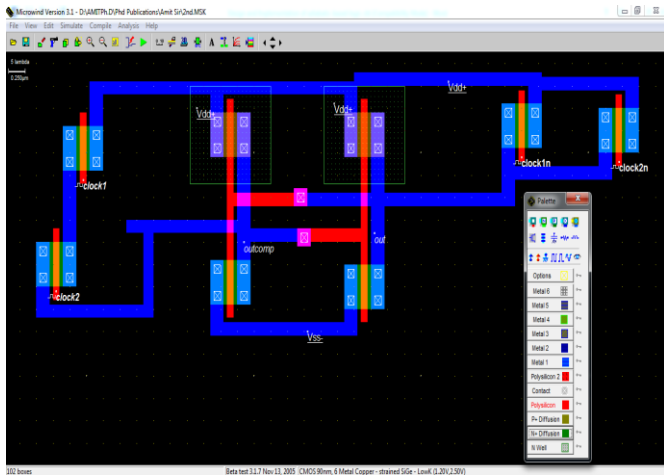 Microwind Version 3.1 - D:\AMITPh.D\Phd Publications\Amit Sir\2nd.MSK
File View Edit Simulate Compile Analysis Help
5 lambda
0.250µm
Vdd+
Vdd+
Vdd+
clock1
clock1n
clock2n
outcomp
out
clock2
Vss-
Palette
Options
Metal 6
Metal 5
Metal 4
Metal 3
Metal 2
Metal 1
Polysilicon 2
Contact
Polysilicon
P+ Diffusion
N+ Diffusion
N Well
102 boxes
Beta test 3.1.7 Nov 13, 2005 CMOS 90nm, 6 Metal Copper - strained SiGe - LowK (1.20V,2.50V)